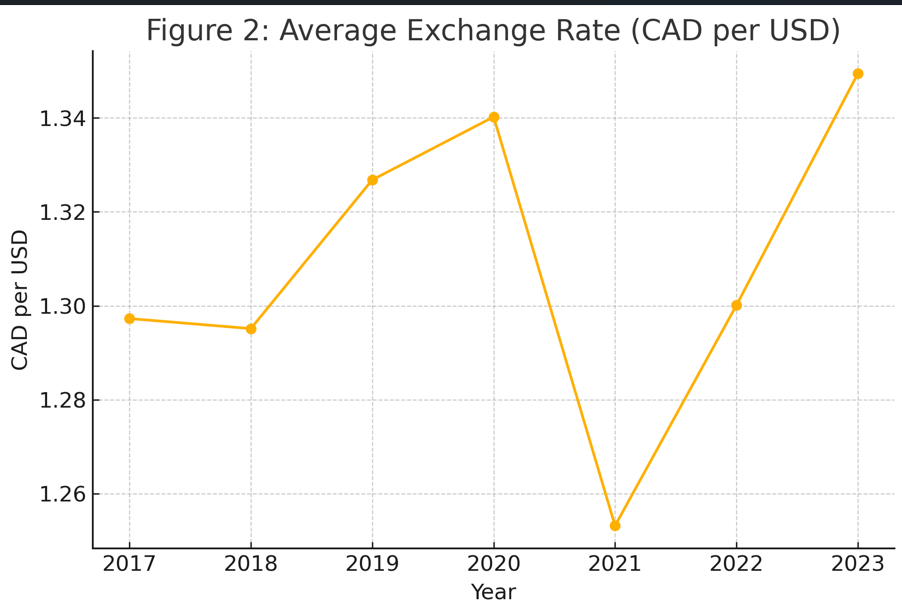 Figure 2: Average Exchange Rate (CAD per USD)
CAD per USD
1.34
1.32
1.30
1.28
1.26
2017 2018 2019 2020 2021 2022 2023
Year